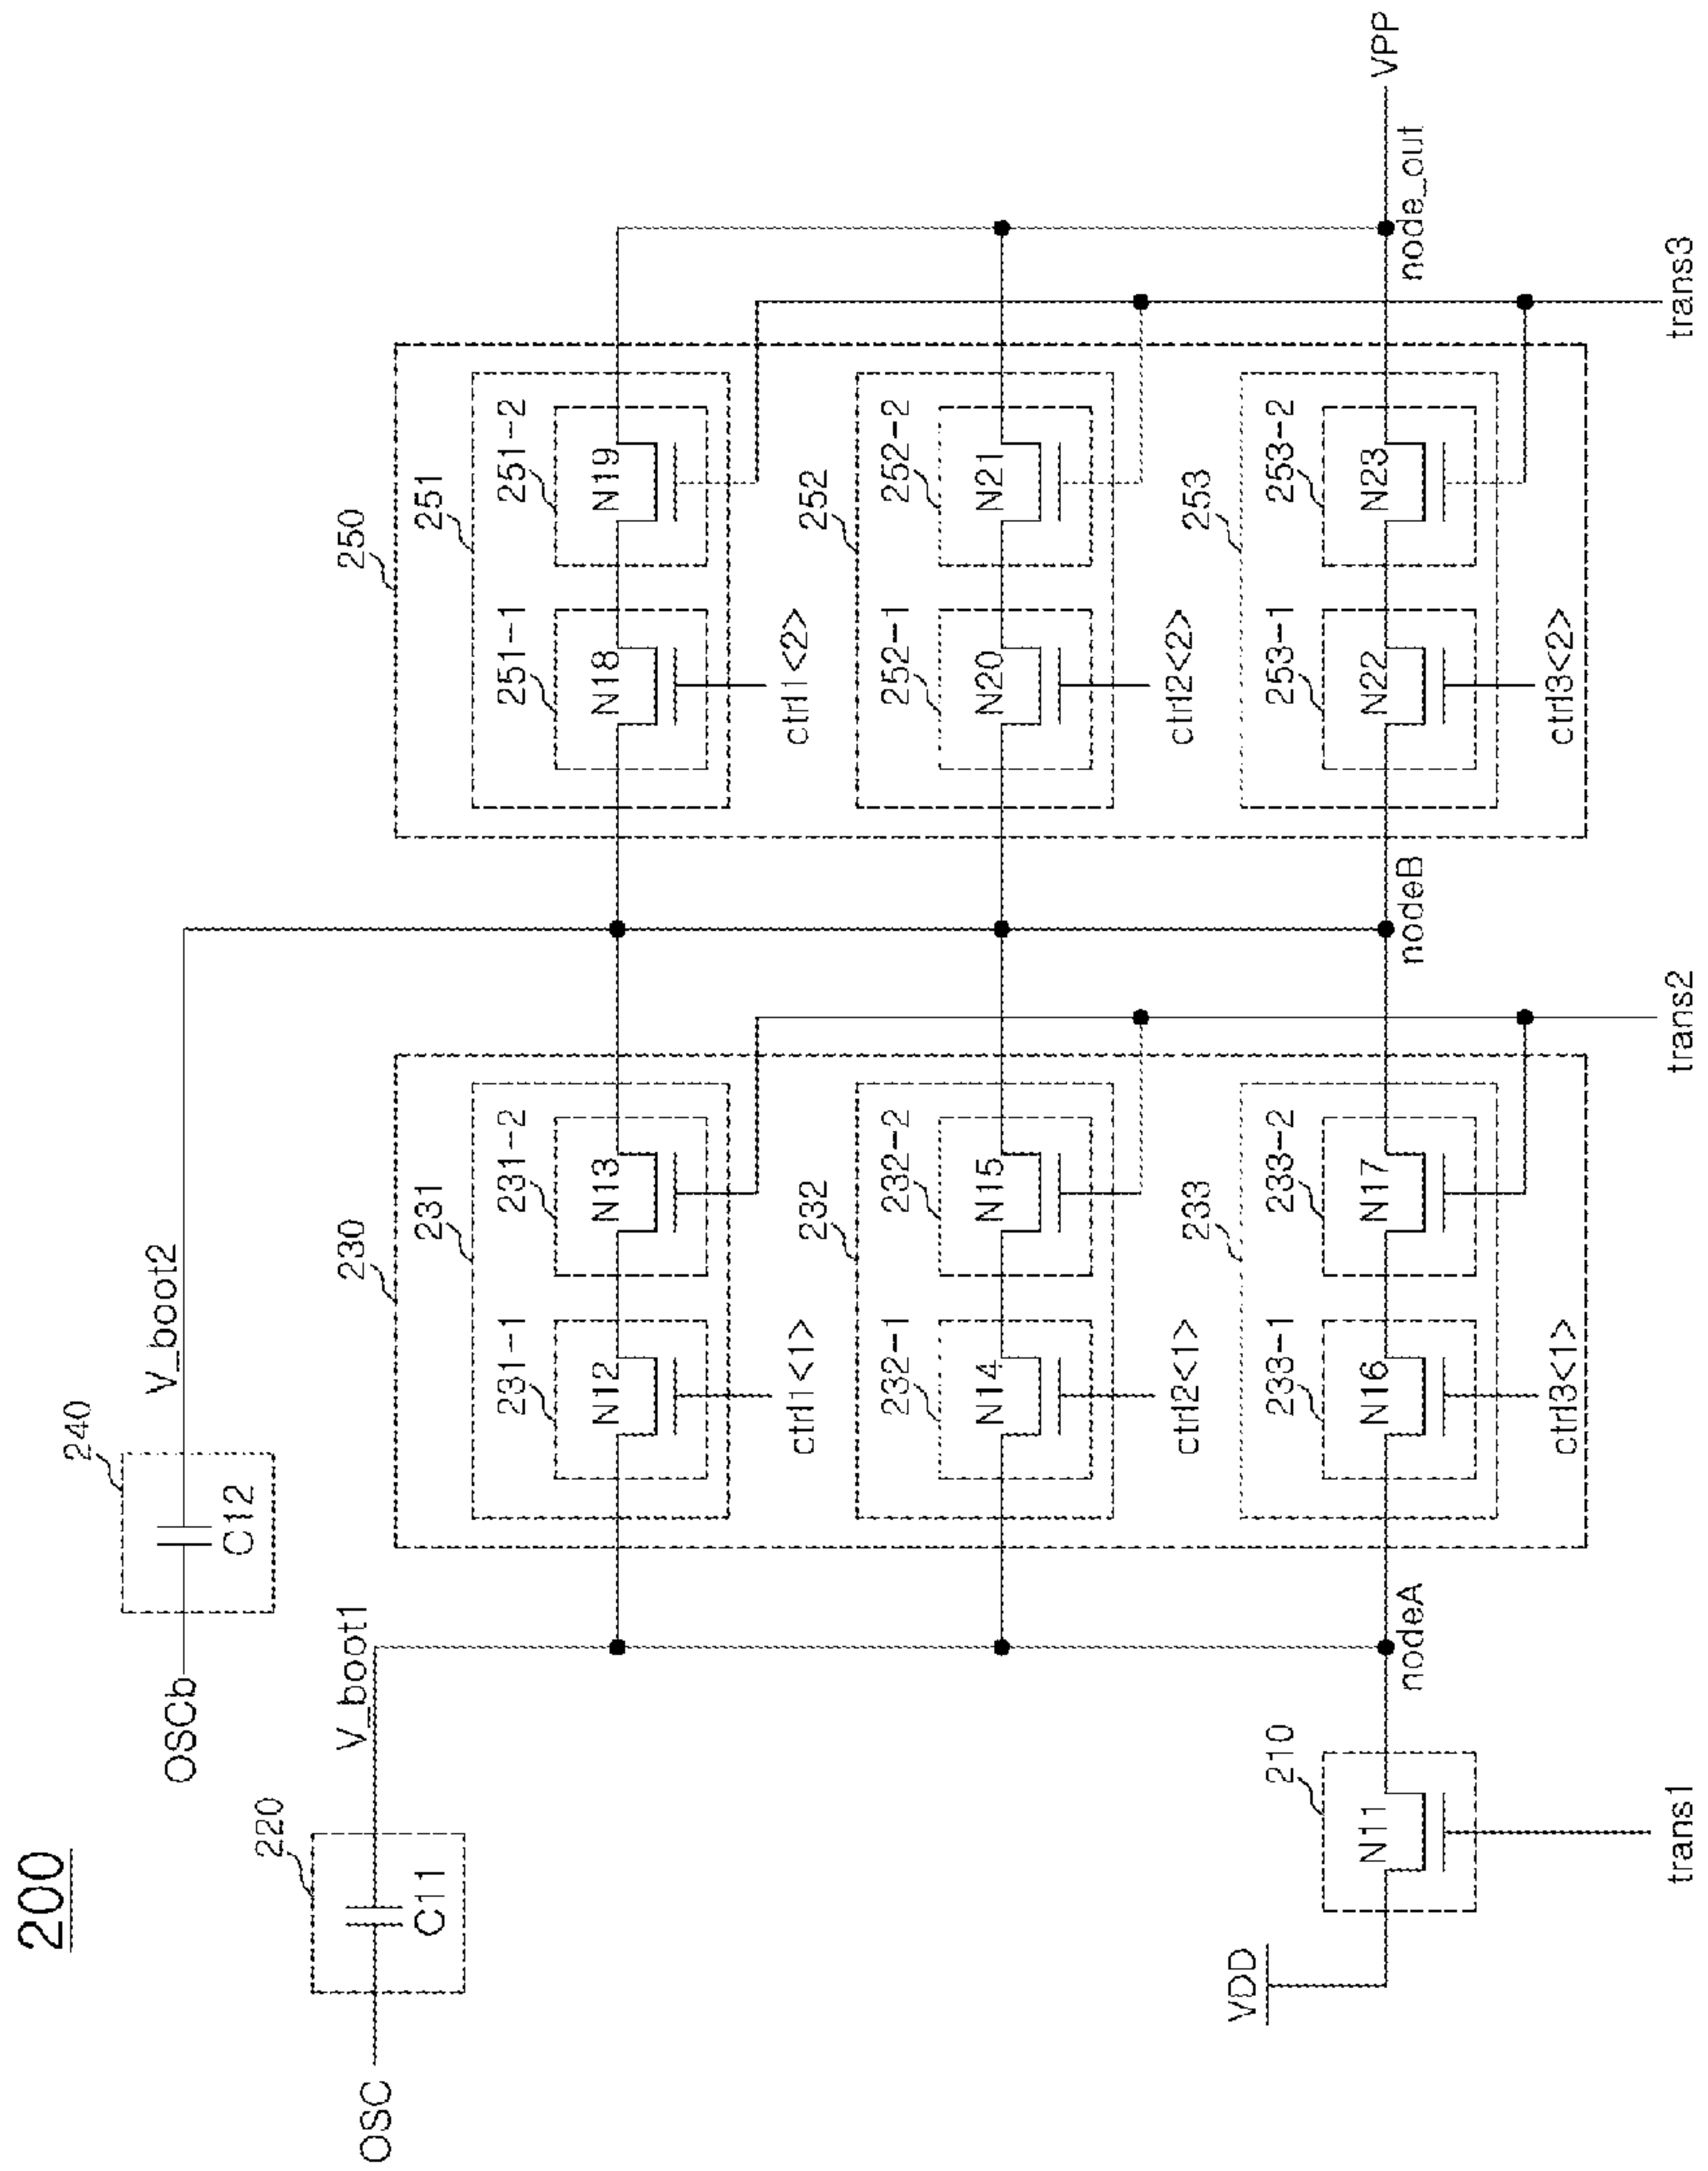 200
OSCb
240
C12
V_boot2
OSC
220
C11
V_boot1
230
250
231
231-1
N12
231-2
N13
ctrl1<1>
251
251-1
N18
251-2
N19
ctrl1<2>
232
232-1
N14
232-2
N15
ctrl2<1>
252
252-1
N20
252-2
N21
ctrl2<2>
VDD
210
N11
nodeA
233
233-1
N16
233-2
N17
ctrl3<1>
nodeB
253
253-1
N22
253-2
N23
ctrl3<2>
node_out
VPP
trans1
trans2
trans3